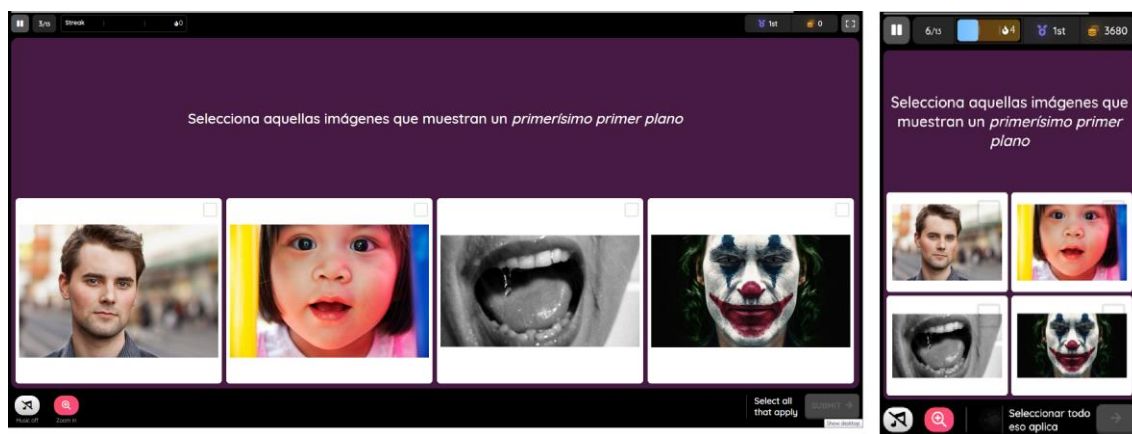 3/15 Streak 0 1st 0
Selecciona aquellas imágenes que muestran un primerísimo primer plano
Music off Zoom in
Select all
that apply
SUBMIT
Show desktop
6/13 4 1st 3680
Selecciona aquellas imágenes que
muestran un primerísimo primer
plano
Seleccionar todo
eso aplica